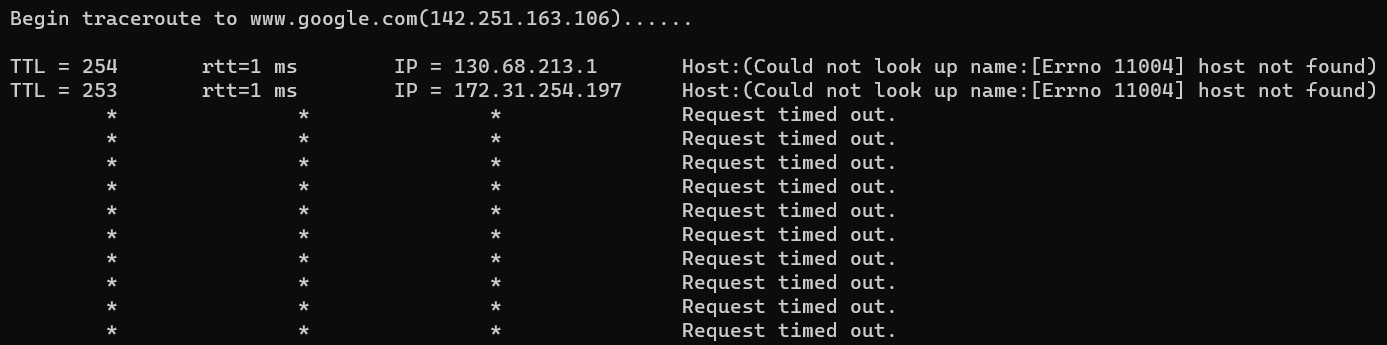 Begin traceroute to www.google.com(142.251.163.106)......
TTL = 254 rtt=1 ms IP = 130.68.213.1 Host:(Could not look up name:[Errno 11004] host not found)
TTL = 253 rtt=1 ms IP = 172.31.254.197 Host:(Could not look up name:[Errno 11004] host not found)
* * * Request timed out.
* * * Request timed out.
* * * Request timed out.
* * * Request timed out.
* * * Request timed out.
* * * Request timed out.
* * * Request timed out.
* * * Request timed out.
* * * Request timed out.
* * * Request timed out.